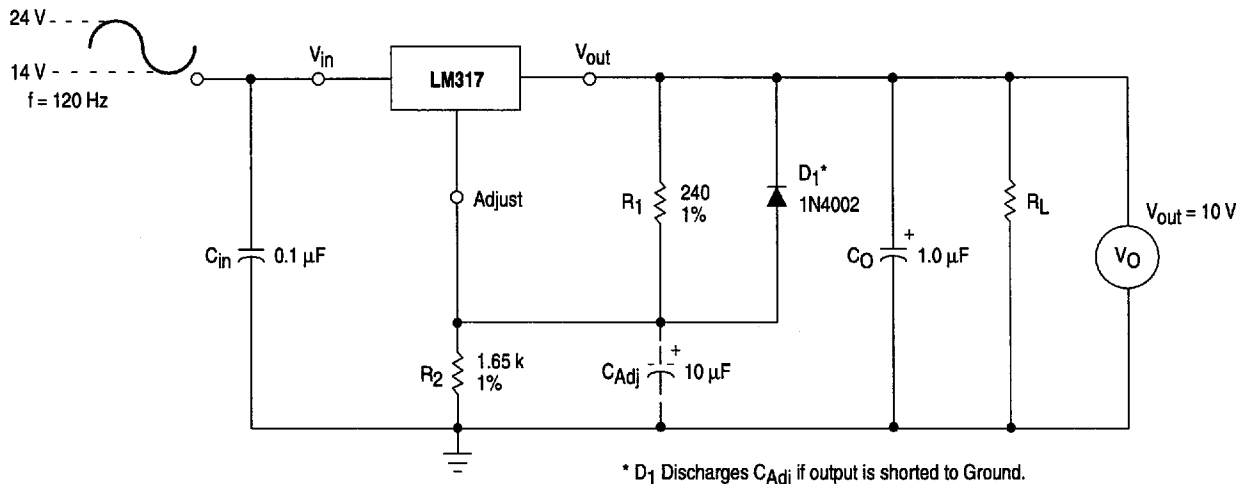 24 V
14 V
f = 120 Hz
Vin
LM317
Vout
Adjust
Cin
0.1 µF
R1
240
1%
D1*
1N4002
CO
+
1.0 µF
RL
Vout = 10 V
VO
R2
1.65 k
1%
CAdj
+
10 µF
* D1 Discharges CAdj if output is shorted to Ground.